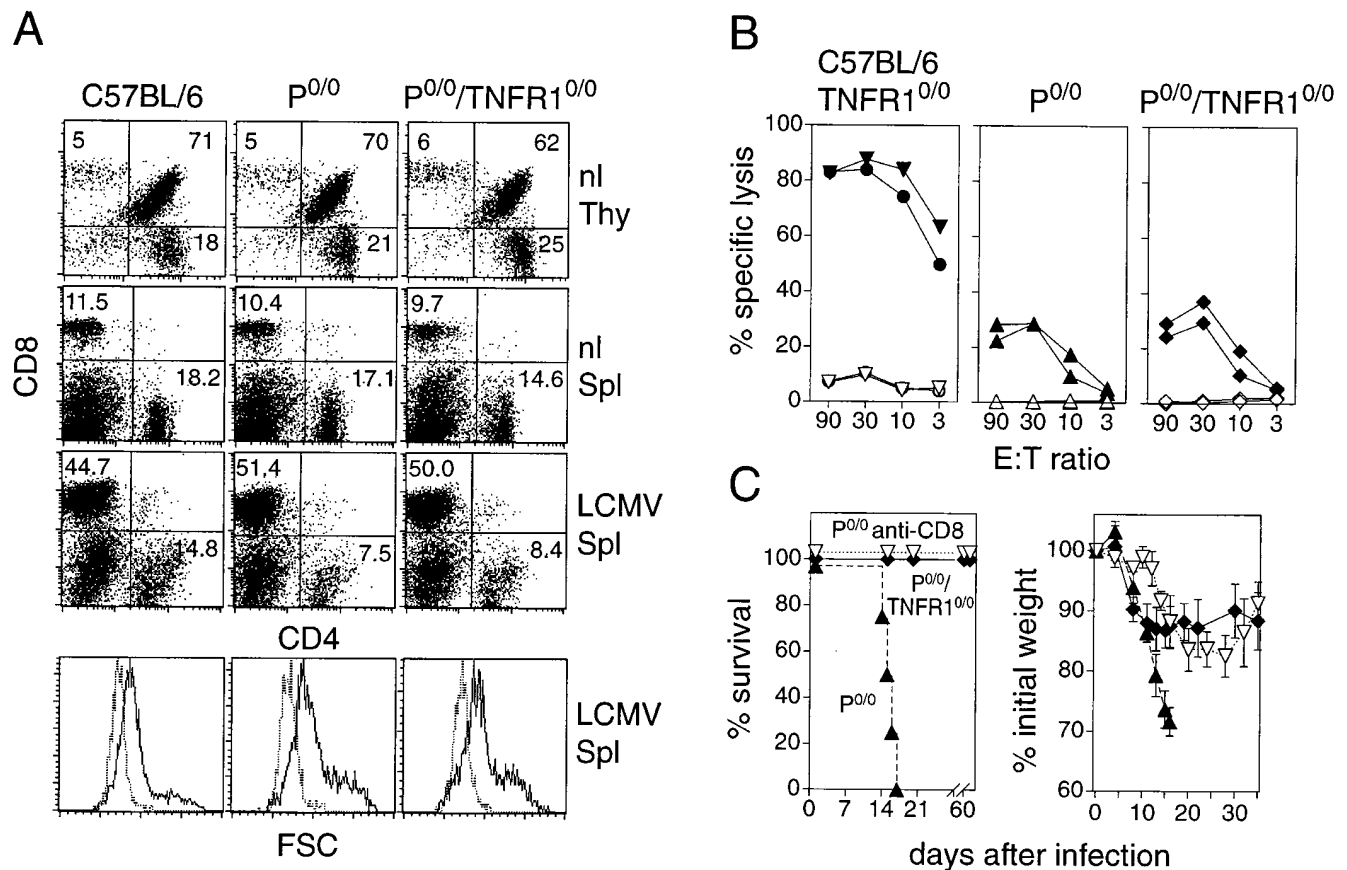 A
C57BL/6 P0/0 P0/0/TNFR10/0
5 71 5 70 6 62
nl
Thy
18 21 25
11.5 10.4 9.7
nl
Spl
18.2 17.1 14.6
CD8
44.7 51,4 50.0
LCMV
Spl
14.8 7.5 8.4
CD4
LCMV
Spl
FSC
B
C57BL/6
TNFR10/0 P0/0 P0/0/TNFR10/0
% specific lysis
100
80
60
40
20
0
90 30 10 3 90 30 10 3 90 30 10 3
E:T ratio
C
P0/0 anti-CD8
P0/0/
TNFR10/0
P0/0
% survival
100
80
60
40
20
0
0 7 14 21 60
% initial weight
100
90
80
70
60
0 10 20 30
days after infection